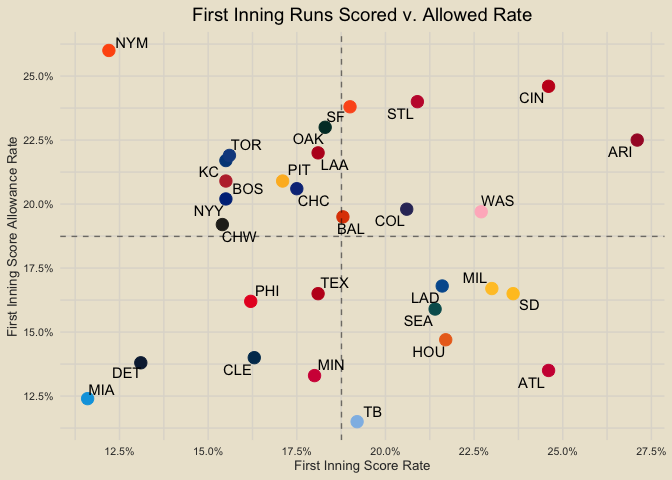 First Inning Runs Scored v. Allowed Rate
NYM
25.0%
CIN
STL
SF
22.5%
OAK
ARI
TOR
LAA
KC
PIT
BOS
CHC
WAS
20.0%
NYY
COL
BAL
CHW
First Inning Score Allowance Rate
17.5%
MIL
TEX
PHI
LAD
SD
SEA
15.0%
HOU
MIN
CLE
DET
ATL
MIA
12.5%
TB
12.5% 15.0% 17.5% 20.0% 22.5% 25.0% 27.5%
First Inning Score Rate